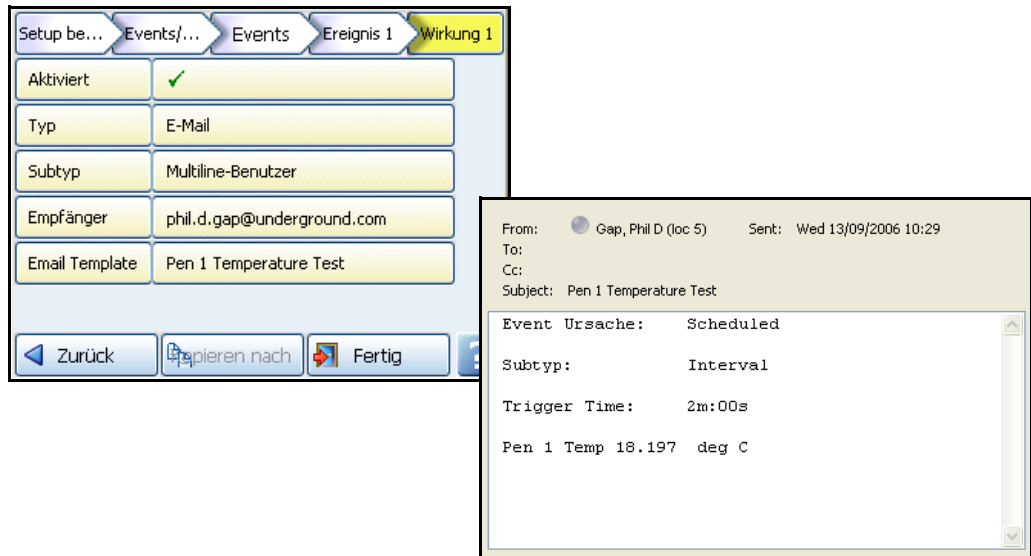 Setup be... Events/... Events Ereignis 1 Wirkung 1
Aktiviert
Typ E-Mail
Subtyp Multiline-Benutzer
Empfänger phil.d.gap@underground.com
Email Template Pen 1 Temperature Test
Zurück pieren nach Fertig
From: Gap, Phil D (loc 5) Sent: Wed 13/09/2006 10:29
To:
Cc:
Subject: Pen 1 Temperature Test
Event Ursache: Scheduled
Subtyp: Interval
Trigger Time: 2m:00s
Pen 1 Temp 18.197 deg C